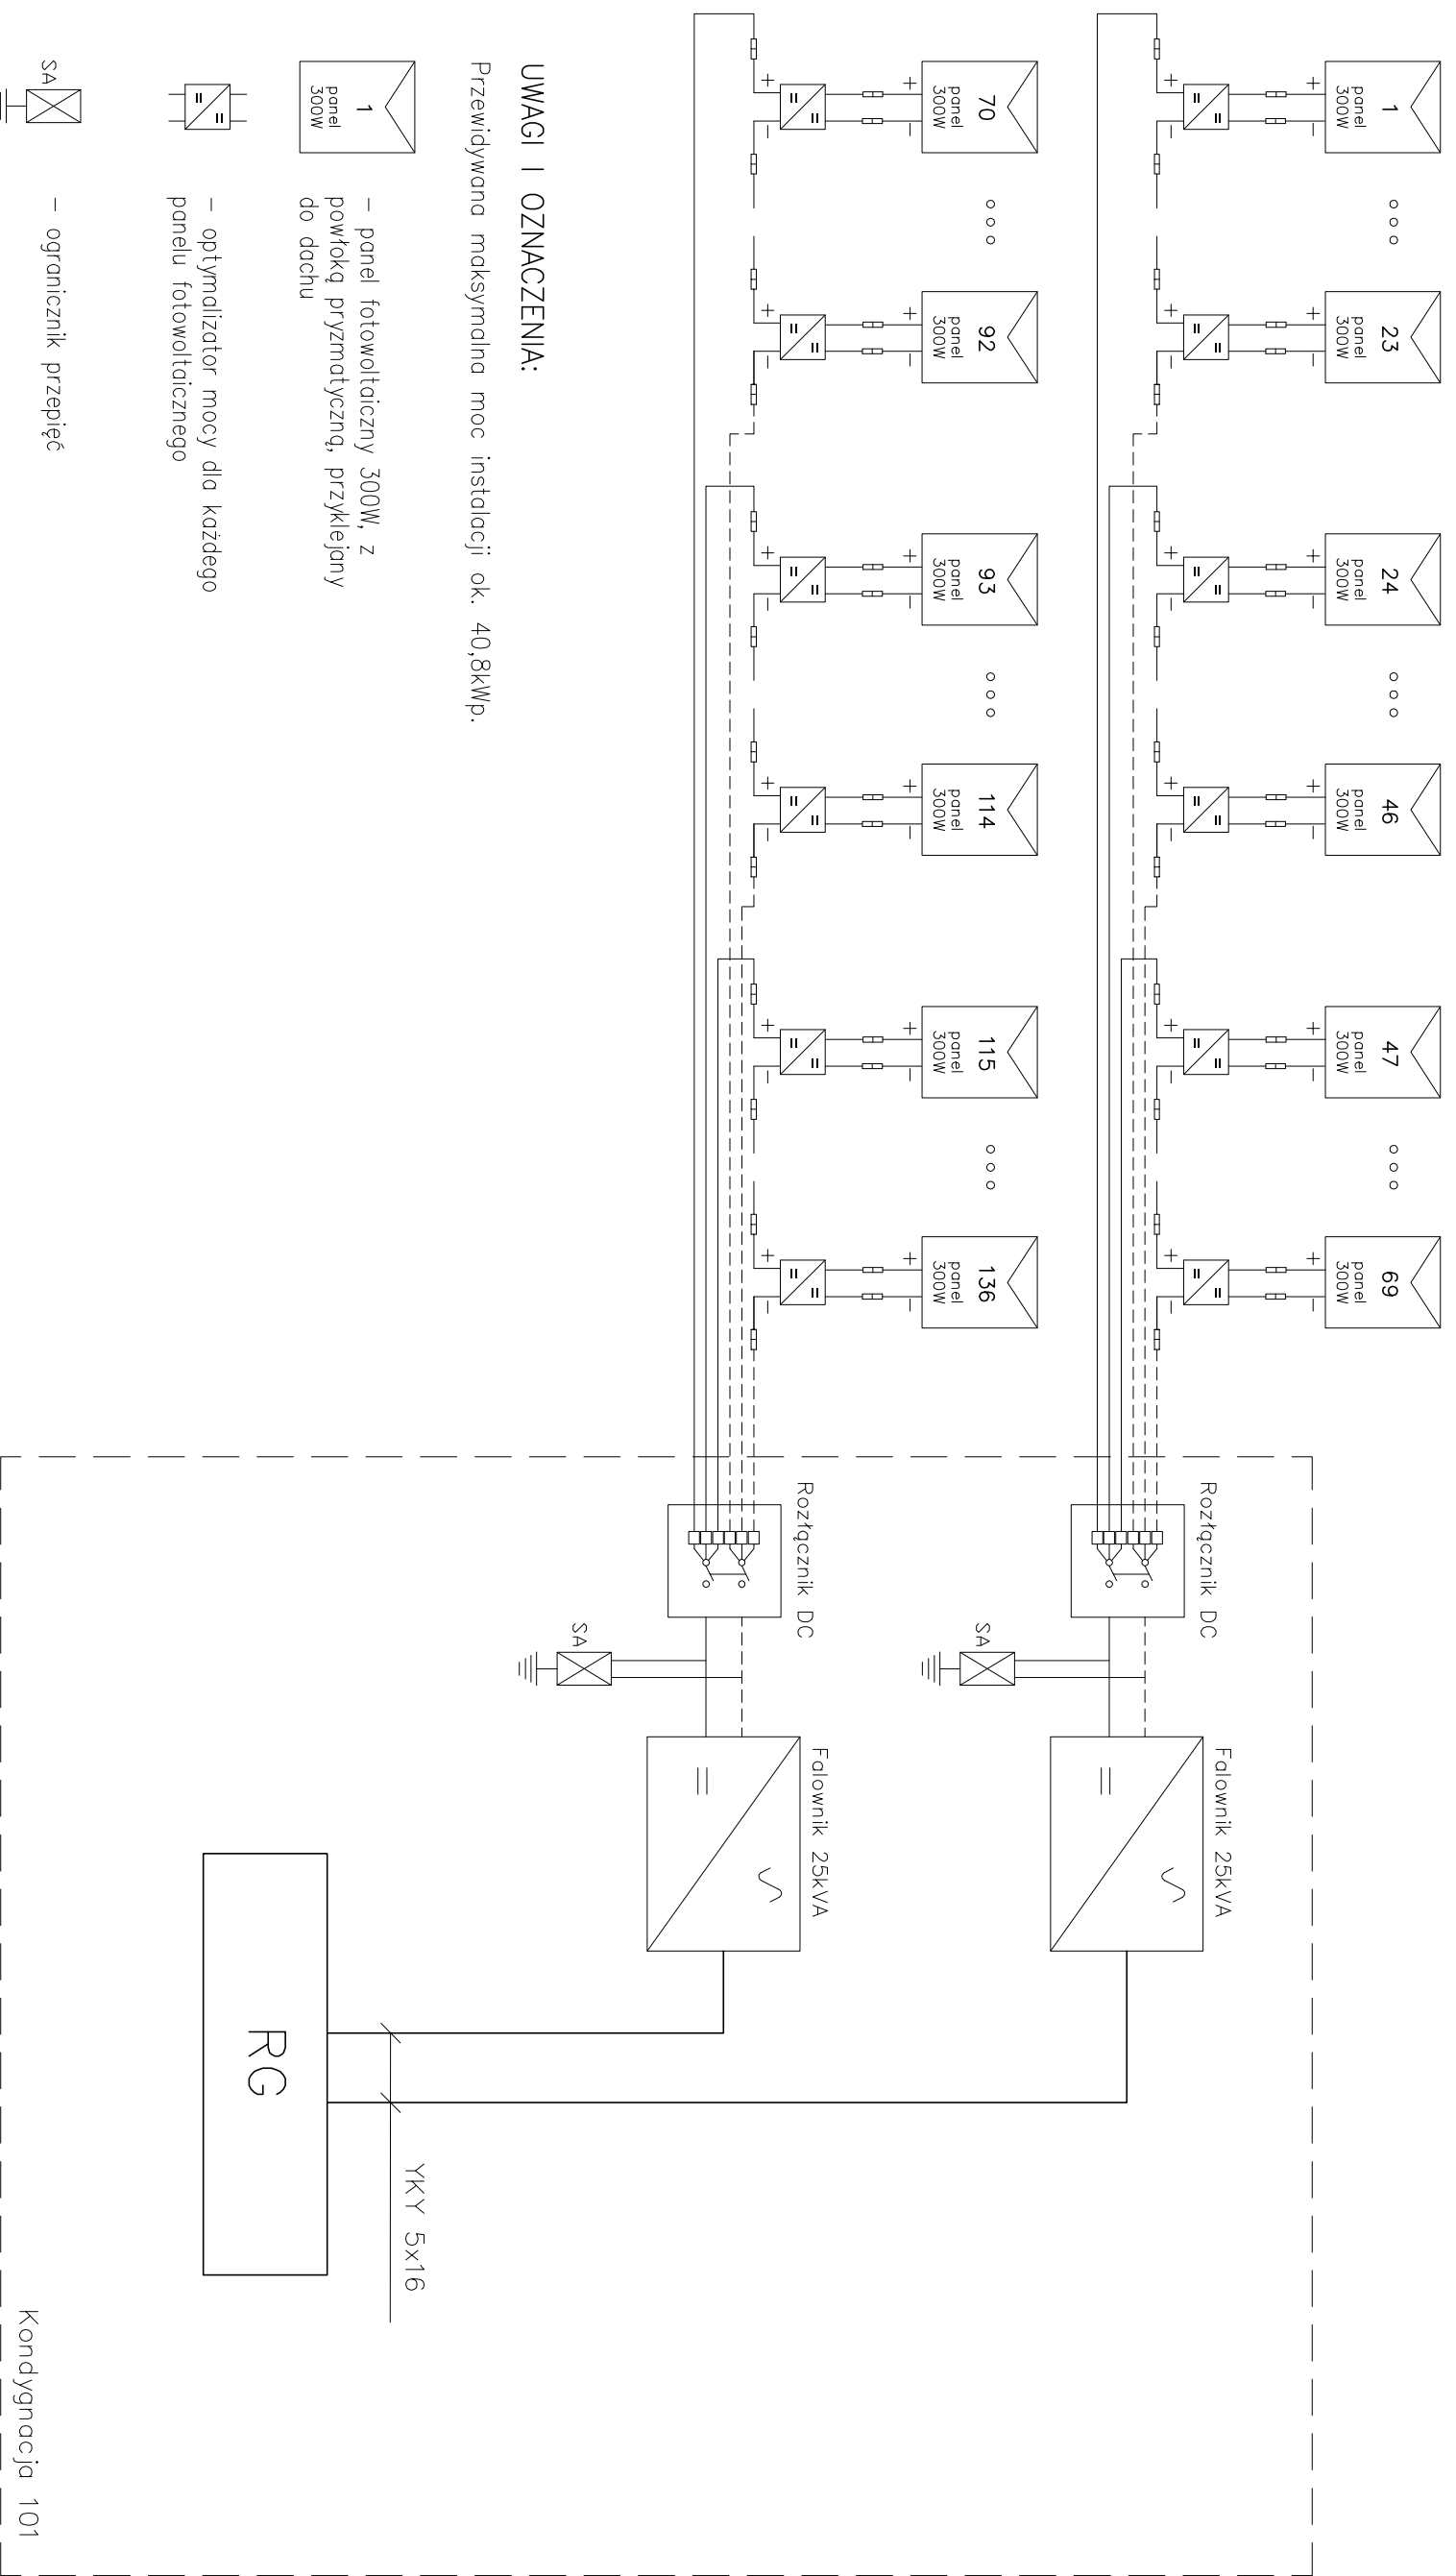 1
panel
300W
23
panel
300W
24
panel
300W
46
panel
300W
47
panel
300W
69
panel
300W
Rozłącznik DC
SA
Falownik 25kVA
70
panel
300W
92
panel
300W
93
panel
300W
114
panel
300W
115
panel
300W
136
panel
300W
Rozłącznik DC
SA
Falownik 25kVA
YKY 5x16
RG
Kondygnacja 101
UWAGI I OZNACZENIA:
Przewidywana maksymalna moc instalacji ok. 40,8kWp.
1
panel
300W
– panel fotowoltaiczny 300W, z
powłoką pryzmatyczną, przyklejany
do dachu
– optymalizator mocy dla każdego
panelu fotowoltaicznego
SA
– ogranicznik przepięć